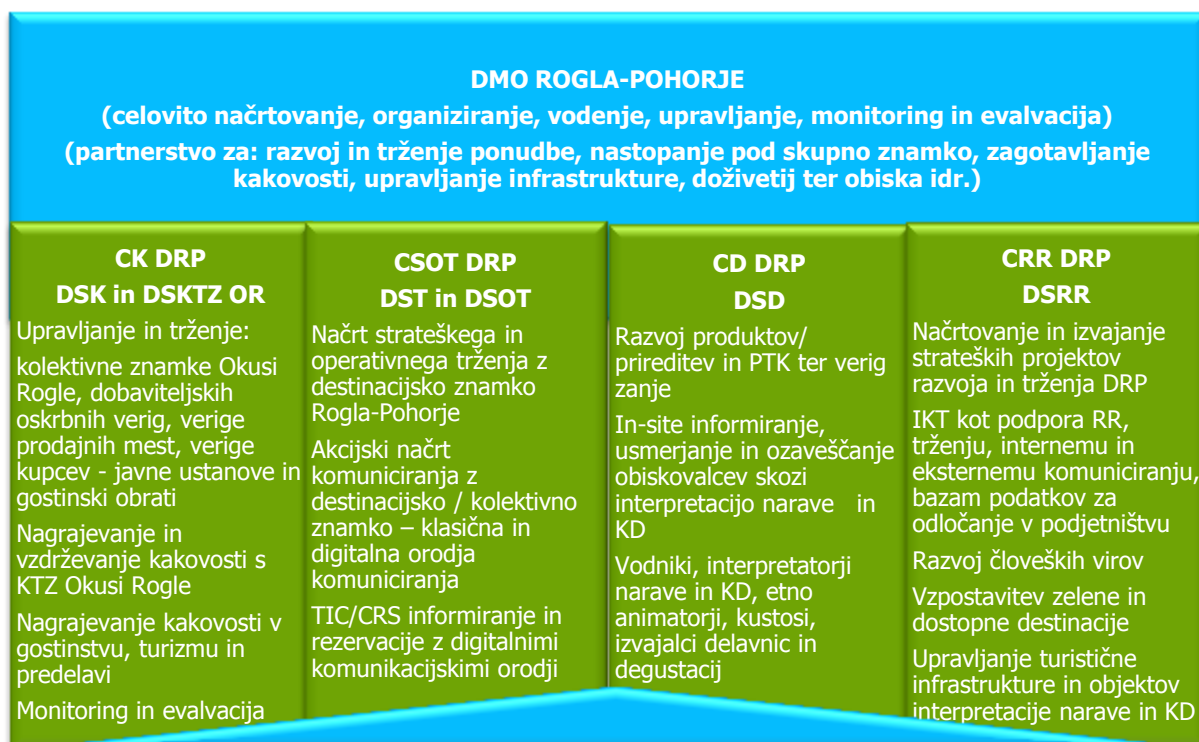 DMO ROGLA-POHORJE
(celovito načrtovanje, organiziranje, vodenje, upravljanje, monitoring in evalvacija)
(partnerstvo za: razvoj in trženje ponudbe, nastopanje pod skupno znamko, zagotavljanje
kakovosti, upravljanje infrastrukture, doživetij ter obiska idr.)
CK DRP
DSK in DSKTZ OR
Upravljanje in trženje:
kolektivne znamke Okusi
Rogle, dobaviteljskih
oskrbnih verig, verige
prodajnih mest, verige
kupcev - javne ustanove in
gostinski obrati
Nagrajevanje in
vzdrževanje kakovosti s
KTZ Okusi Rogle
Nagrajevanje kakovosti v
gostinstvu, turizmu in
predelavi
Monitoring in evalvacija
CSOT DRP
DST in DSOT
Načrt strateškega in
operativnega trženja z
destinacijsko znamko
Rogla-Pohorje
Akcijski načrt
komuniciranja z
destinacijsko / kolektivno
znamko – klasična in
digitalna orodja
komuniciranja
TIC/CRS informiranje in
rezervacije z digitalnimi
komunikacijskimi orodji
CD DRP
DSD
Razvoj produktov/
prireditev in PTK ter verig
zanje
In-site informiranje,
usmerjanje in ozaveščanje
obiskovalcev skozi
interpretacijo narave in
KD
Vodniki, interpretatorji
narave in KD, etno
animatorji, kustosi,
izvajalci delavnic in
degustacij
CRR DRP
DSRR
Načrtovanje in izvajanje
strateških projektov
razvoja in trženja DRP
IKT kot podpora RR,
trženju, internemu in
eksternemu komuniciranju,
bazam podatkov za
odločanje v podjetništvu
Razvoj človeških virov
Vzpostavitev zelene in
dostopne destinacije
Upravljanje turistične
infrastrukture in objektov
interpretacije narave in KD